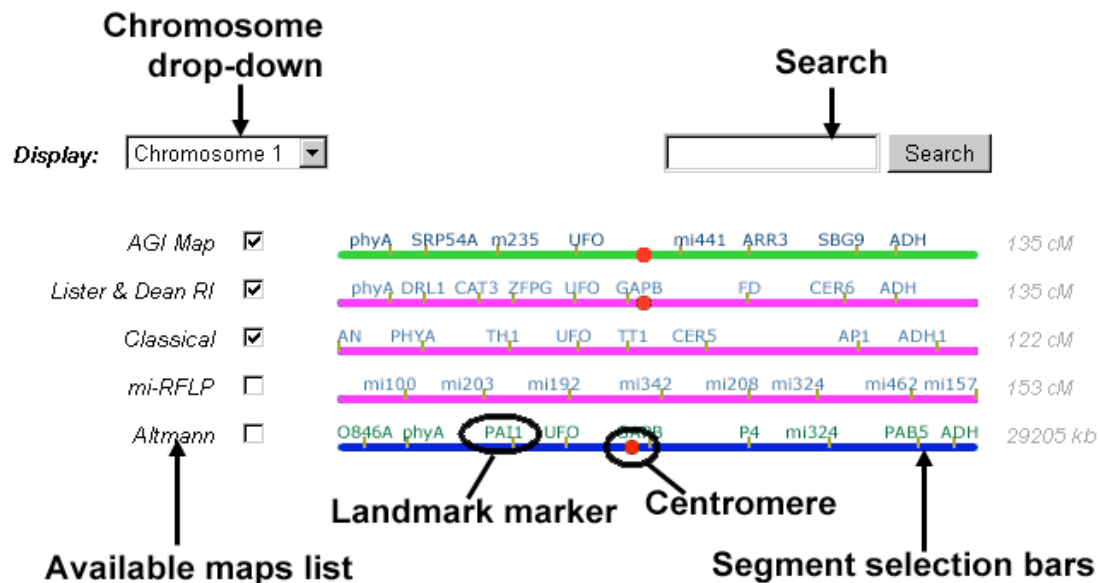 Chromosome
drop-down
Search
Display:
Chromosome 1
Search
AGI Map
phyA SRP54A m235 UFO mi441 ARR3 SBG9 ADH
135 cM
Lister & Dean RI
phyA DRL1 CAT3 ZFPG UFO GAPB FD CER6 ADH
135 cM
Classical
AN PHYA TH1 UFO TT1 CER5 AP1 ADH1
122 cM
mi-RFLP
mi100 mi203 mi192 mi342 mi208 mi324 mi462 mi157
153 cM
Altmann
O846A phyA PAI1 UFO GAPB P4 mi324 PAB5 ADH
29205 kb
Landmark marker
Centromere
Available maps list
Segment selection bars